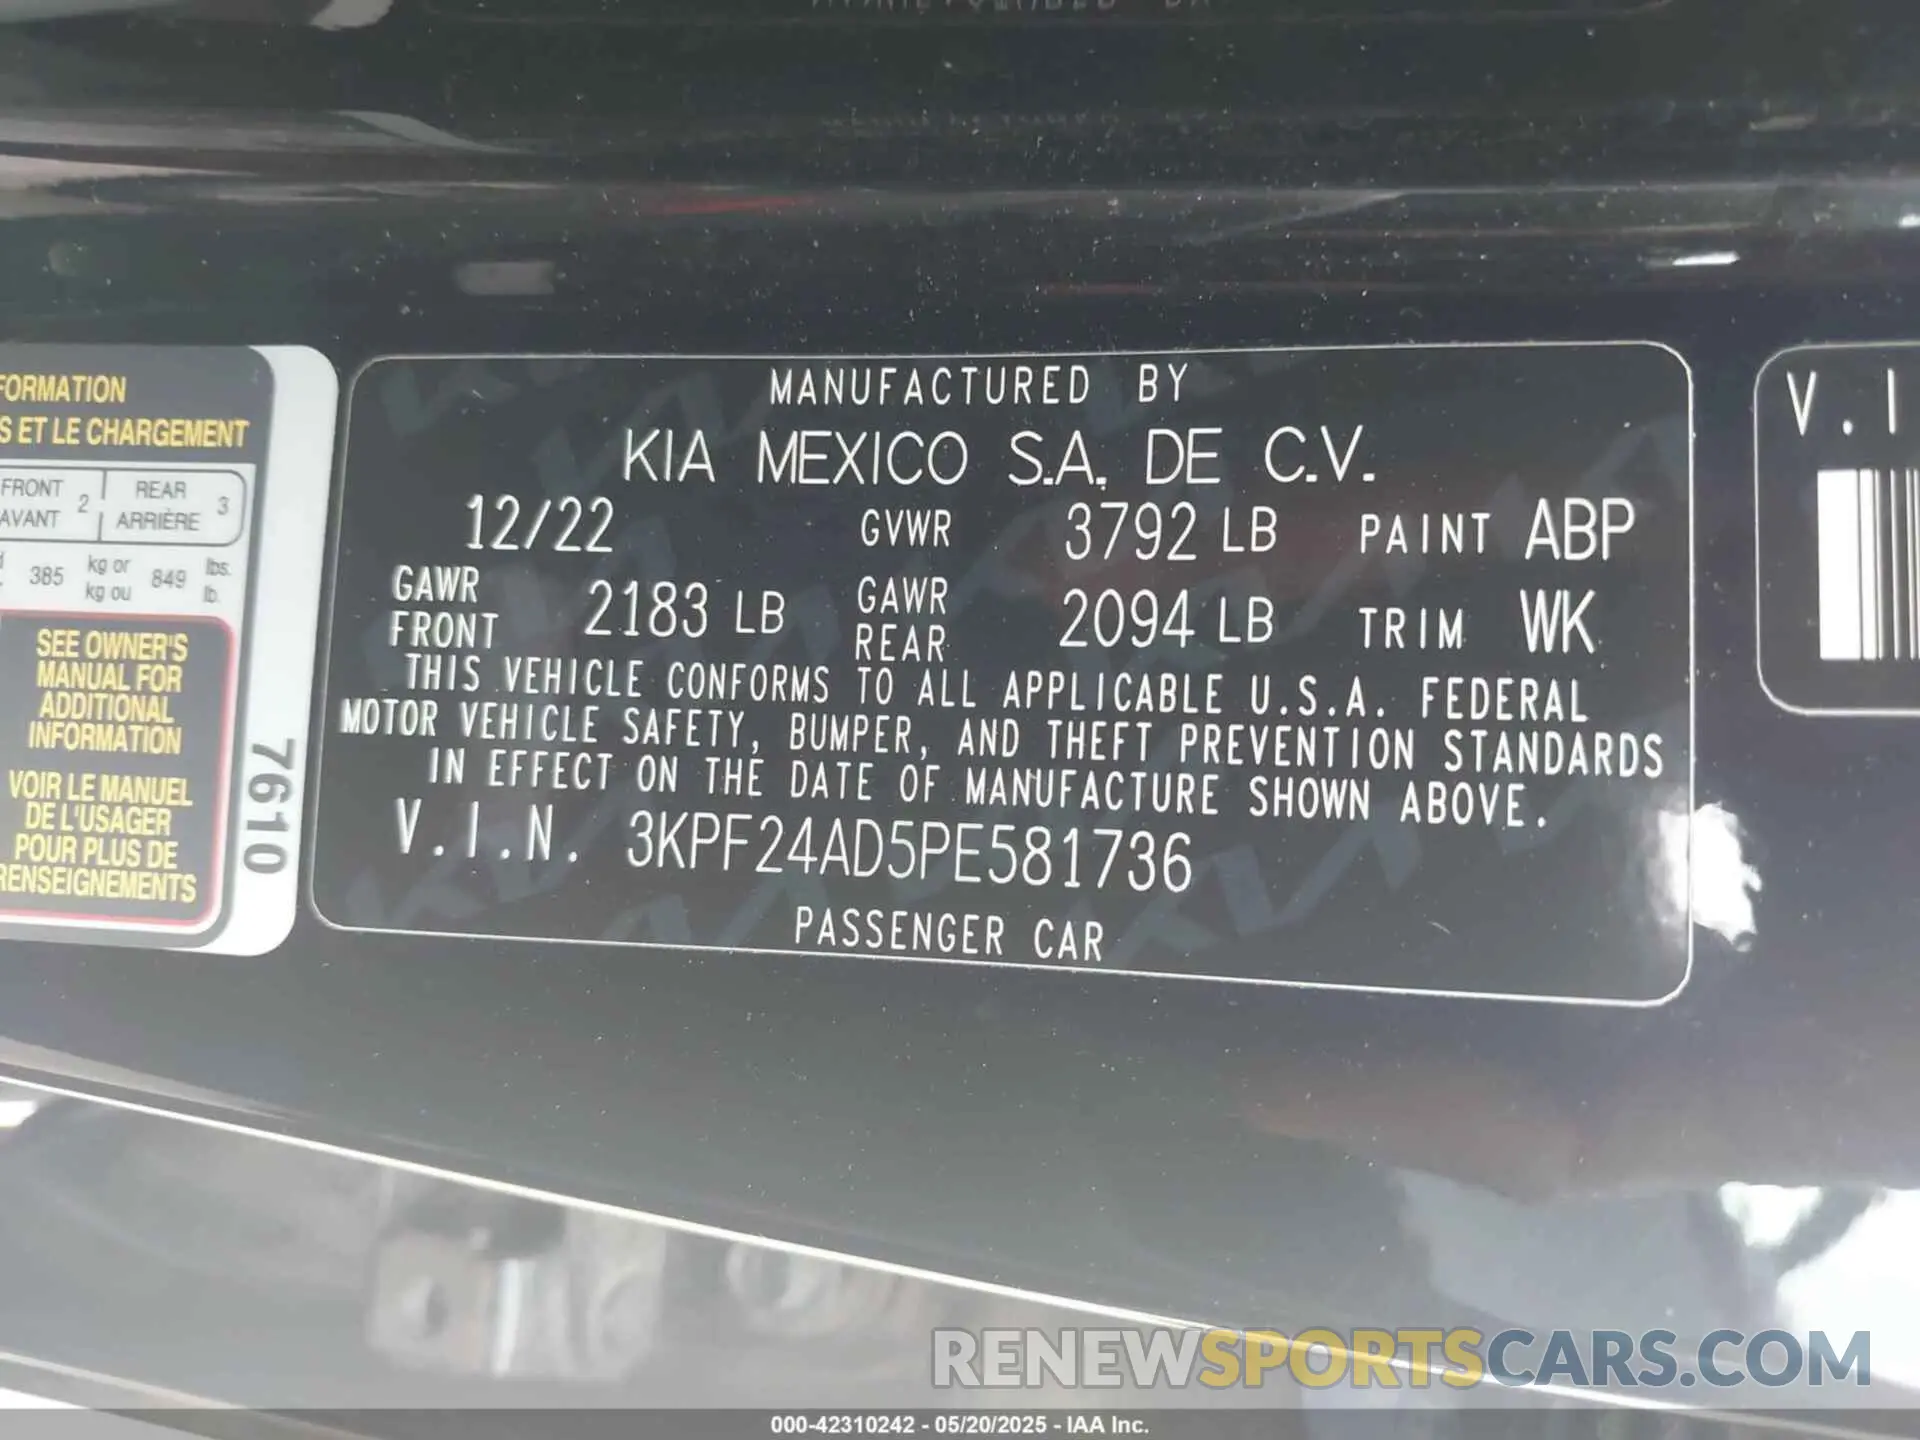 FORMATION
S ET LE CHARGEMENT
FRONT 2 REAR 3
AVANT ARRIÈRE
385 kg or 849 lbs.
kg ou lb.
SEE OWNER'S
MANUAL FOR
ADDITIONAL
INFORMATION
VOIR LE MANUEL
DE L'USAGER
POUR PLUS DE
RENSEIGNEMENTS
7610
MANUFACTURED BY
KIA MEXICO S.A. DE C.V.
12/22 GVWR 3792 LB PAINT ABP
GAWR FRONT 2183 LB GAWR REAR 2094 LB TRIM WK
THIS VEHICLE CONFORMS TO ALL APPLICABLE U.S.A. FEDERAL
MOTOR VEHICLE SAFETY, BUMPER, AND THEFT PREVENTION STANDARDS
IN EFFECT ON THE DATE OF MANUFACTURE SHOWN ABOVE.
V.I.N. 3KPF24AD5PE581736
PASSENGER CAR
V.I
RENEWSPORTSCARS.COM
000-42310242 - 05/20/2025 - IAA Inc.